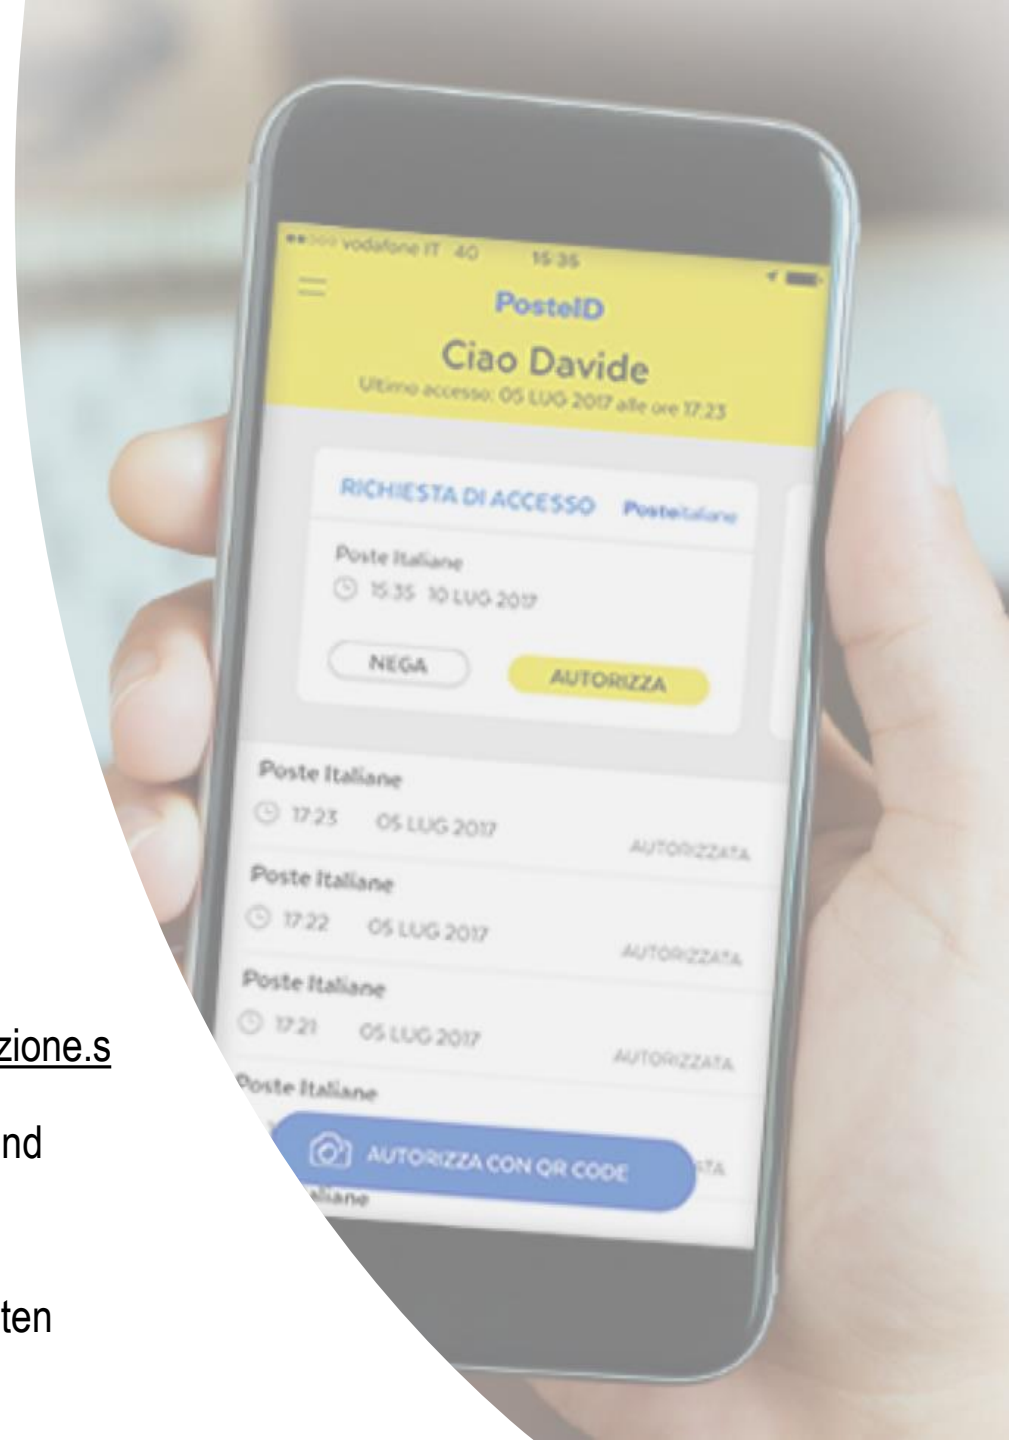 vodafone IT 4G 15:35
PosteID
Ciao Davide
Ultimo accesso: 05 LUG 2017 alle ore 17:23
RICHIESTA DI ACCESSO Posteitaliane
Poste Italiane
15:35 10 LUG 2017
NEGA AUTORIZZA
Poste Italiane
17:23 05 LUG 2017 AUTORIZZATA
Poste Italiane
17:22 05 LUG 2017 AUTORIZZATA
Poste Italiane
17:21 05 LUG 2017 AUTORIZZATA
zione.s
Poste Italiane
nd
AUTORIZZA CON QR CODE
ATA
aliane
ten